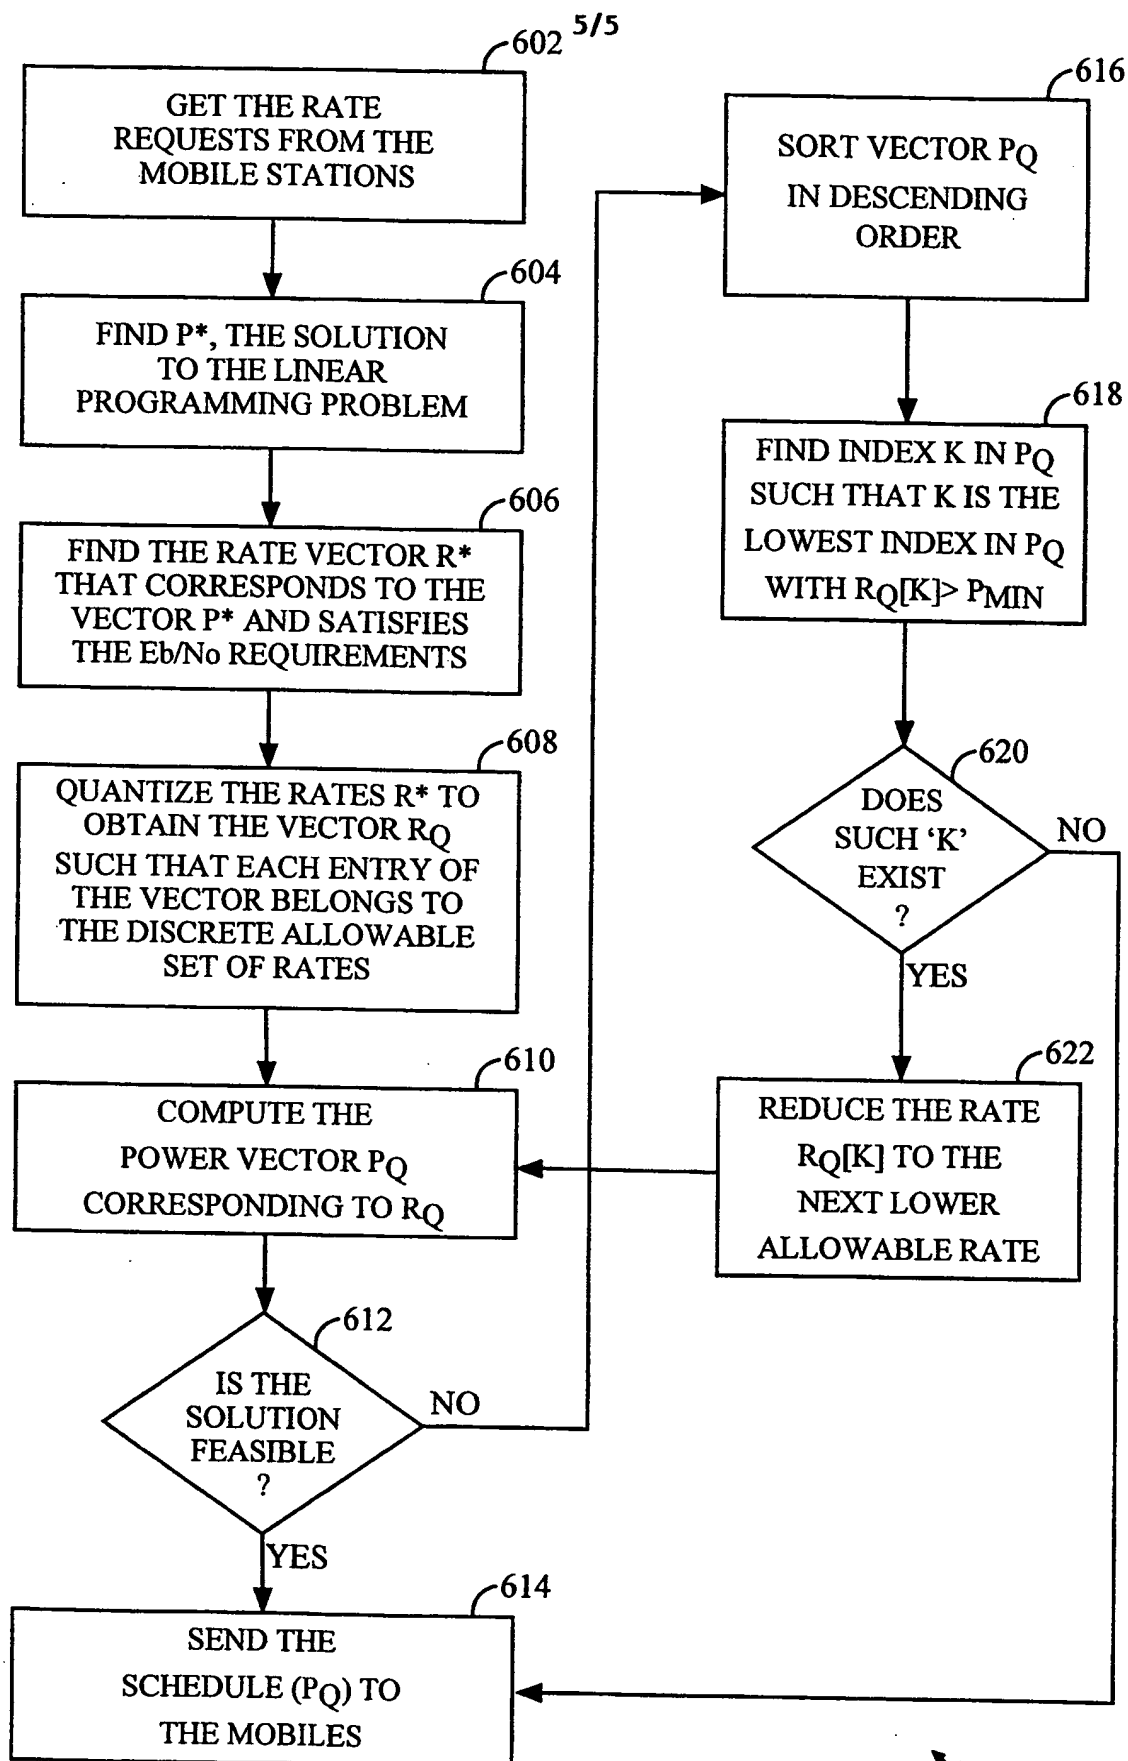 5/5
602
GET THE RATE
REQUESTS FROM THE
MOBILE STATIONS
604
FIND P*, THE SOLUTION
TO THE LINEAR
PROGRAMMING PROBLEM
606
FIND THE RATE VECTOR R*
THAT CORRESPONDS TO THE
VECTOR P* AND SATISFIES
THE Eb/No REQUIREMENTS
608
QUANTIZE THE RATES R* TO
OBTAIN THE VECTOR RQ
SUCH THAT EACH ENTRY OF
THE VECTOR BELONGS TO
THE DISCRETE ALLOWABLE
SET OF RATES
610
COMPUTE THE
POWER VECTOR PQ
CORRESPONDING TO RQ
612
IS THE
SOLUTION
FEASIBLE
?
NO
YES
614
SEND THE
SCHEDULE (PQ) TO
THE MOBILES
616
SORT VECTOR PQ
IN DESCENDING
ORDER
618
FIND INDEX K IN PQ
SUCH THAT K IS THE
LOWEST INDEX IN PQ
WITH RQ[K]> PMIN
620
DOES
SUCH ‘K’
EXIST
?
NO
YES
622
REDUCE THE RATE
RQ[K] TO THE
NEXT LOWER
ALLOWABLE RATE